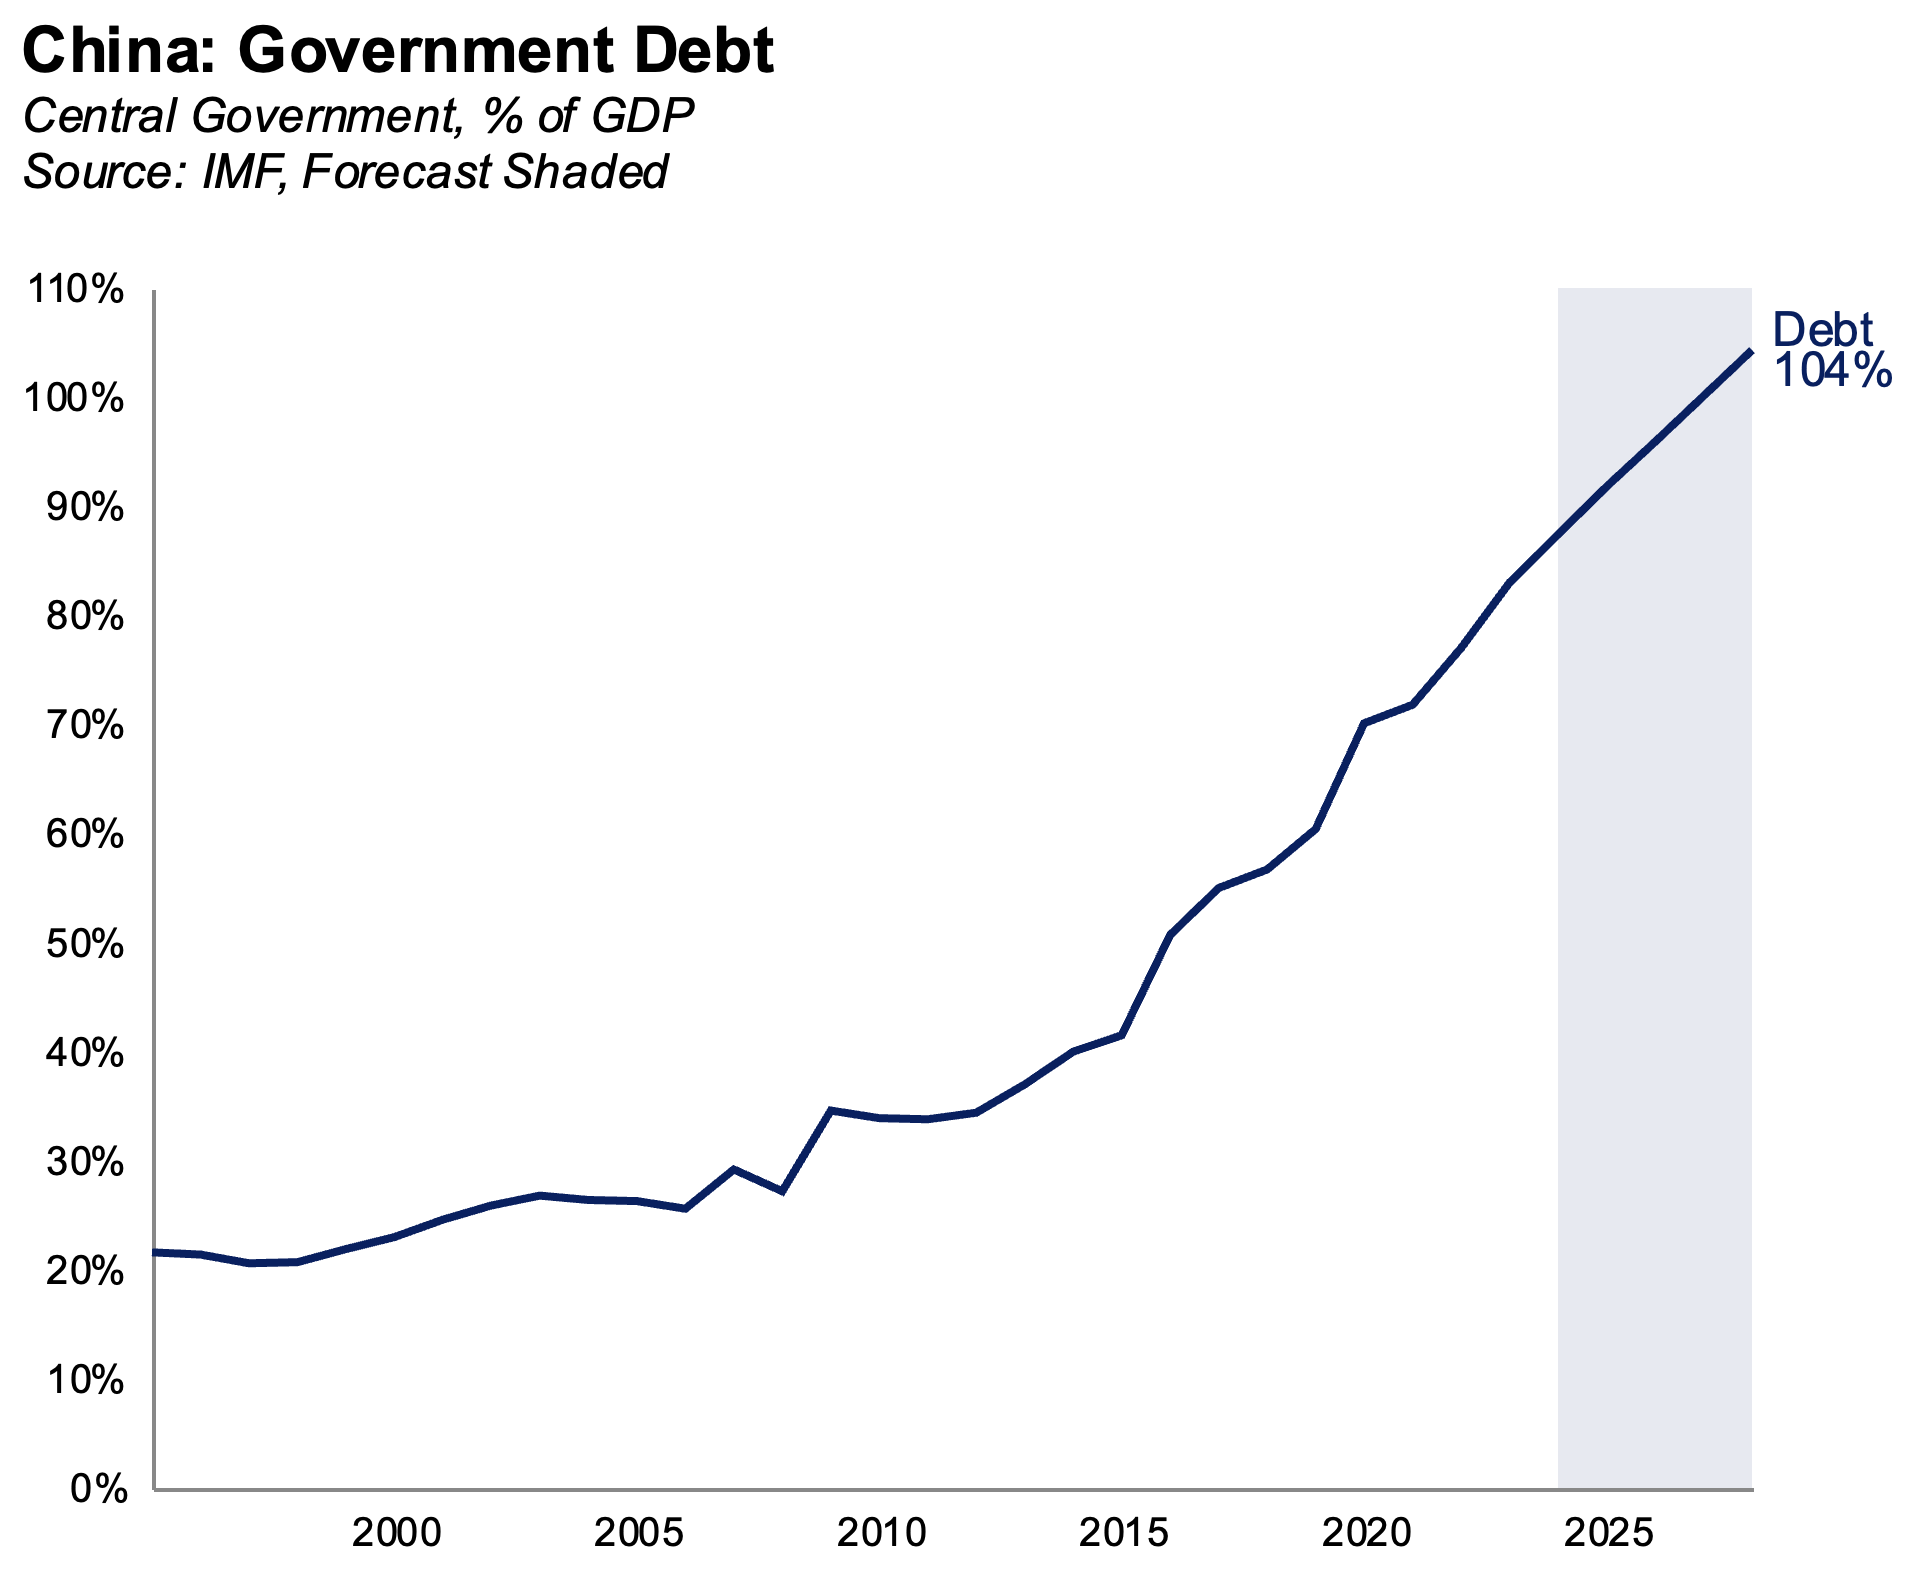 China: Government Debt
Central Government, % of GDP
Source: IMF, Forecast Shaded
110%
100%
90%
80%
70%
60%
50%
40%
30%
20%
10%
0%
Debt
104%
2000 2005 2010 2015 2020 2025